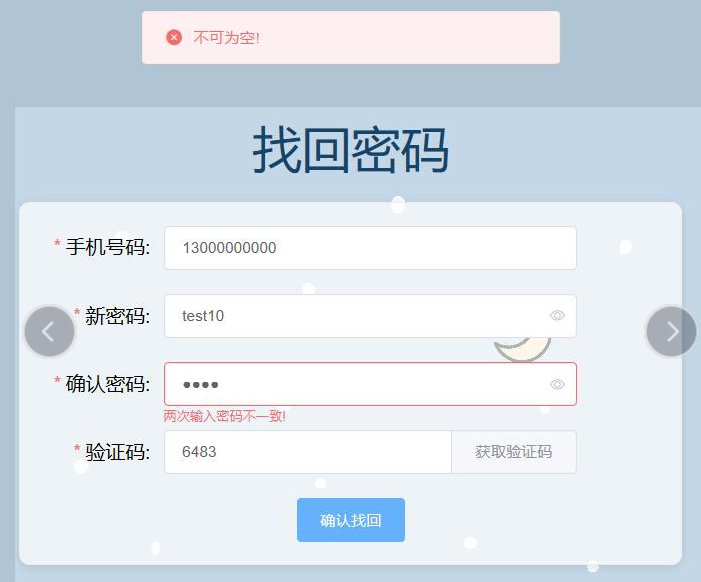 不可为空!
找回密码
* 手机号码: 13000000000
* 新密码: test10
* 确认密码: ●●●●
两次输入密码不一致!
* 验证码: 6483 获取验证码
确认找回